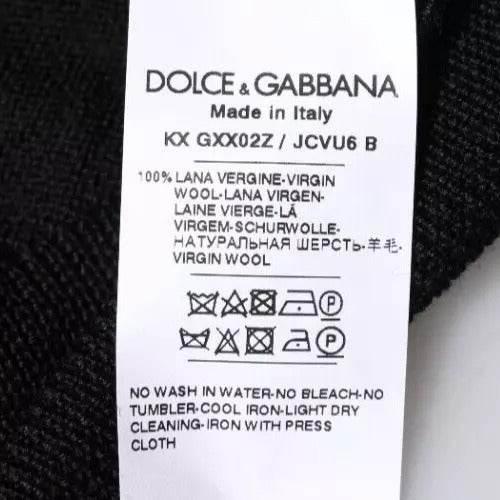 DOLCE & GABBANA
Made in Italy
KX GXX02Z / JCVU6 B
100% LANA VERGINE-VIRGIN
WOOL-LANA VIRGEN-
LAINE VIERGE-LÃ
VIRGEM-SCHURWOLLE-
НАТУРАЛЬНАЯ ШЕРСТЬ-羊毛-
VIRGIN WOOL
P
P
NO WASH IN WATER-NO BLEACH-NO
TUMBLER-COOL IRON-LIGHT DRY
CLEANING-IRON WITH PRESS
CLOTH